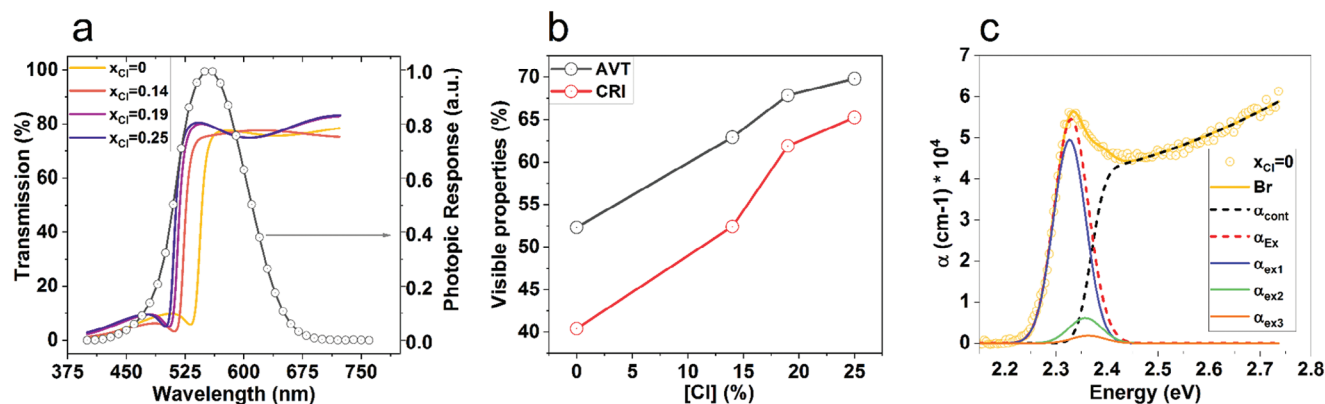 a
x_Cl=0
x_Cl=0.14
x_Cl=0.19
x_Cl=0.25
Transmission (%)
100
80
60
40
20
0
1.0
0.8
0.6
0.4
0.2
0.0
Photopic Response (a.u.)
375 450 525 600 675 750
Wavelength (nm)
b
AVT
CRI
Visible properties (%)
70
65
60
55
50
45
40
0 5 10 15 20 25
[Cl] (%)
c
α (cm-1) * 10⁴
7
6
5
4
3
2
1
0
x_Cl=0
Br
α_cont
α_Ex
α_ex1
α_ex2
α_ex3
2.2 2.3 2.4 2.5 2.6 2.7 2.8
Energy (eV)